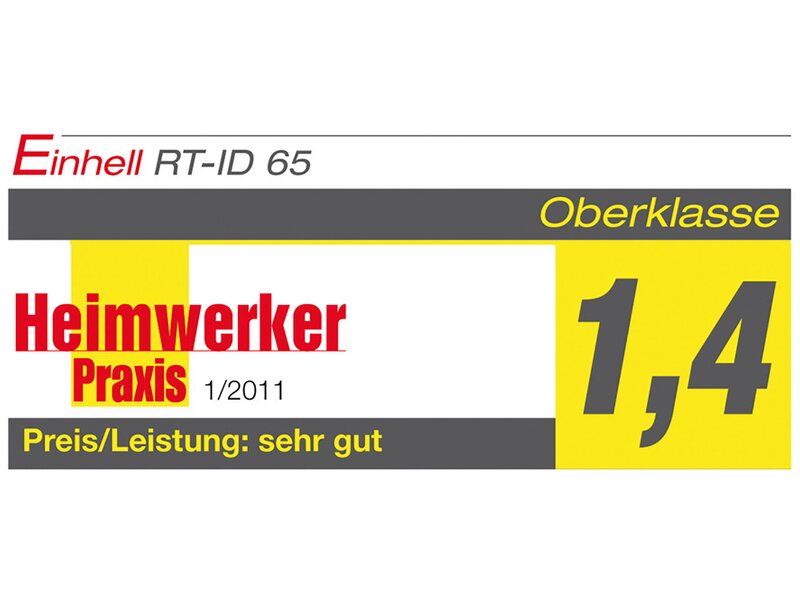 Einhell RT-ID 65
Oberklasse
Heimwerker
Praxis 1/2011
1,4
Preis/Leistung: sehr gut